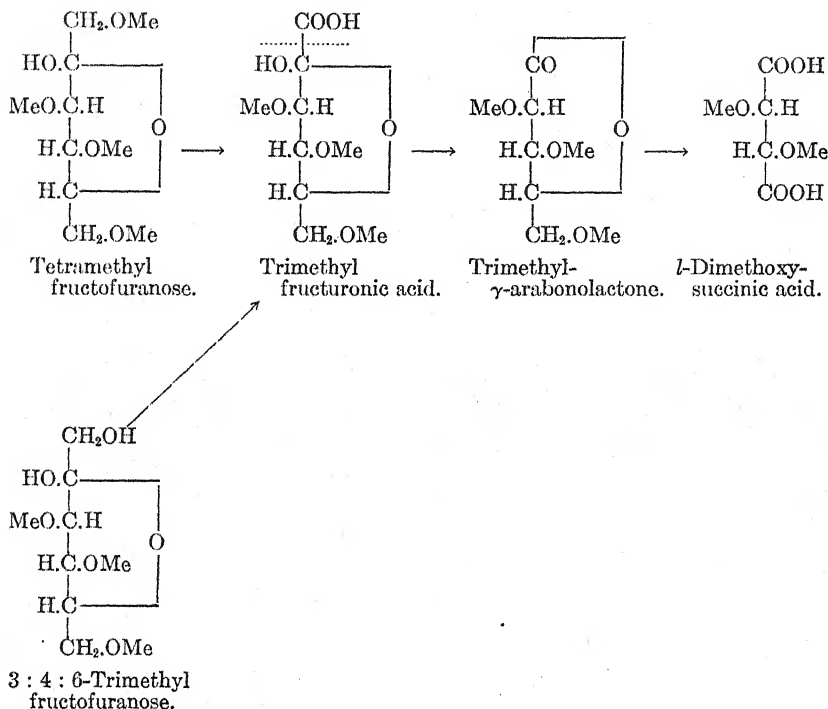 CH₂.OMe
HO.C
MeO.C.H
O
H.C.OMe
H.C
CH₂.OMe
Tetramethyl
fructofuranose.
COOH
HO.C
MeO.C.H
O
H.C.OMe
H.C
CH₂.OMe
Trimethyl
fructuronic acid.
CO
MeO.C.H
O
H.C.OMe
H.C
CH₂.OMe
Trimethyl-
γ-arabonolactone.
COOH
MeO.C.H
H.C.OMe
COOH
l-Dimethoxy-
succinic acid.
CH₂OH
HO.C
MeO.C.H
O
H.C.OMe
H.C
CH₂.OMe
3 : 4 : 6-Trimethyl
fructofuranose.